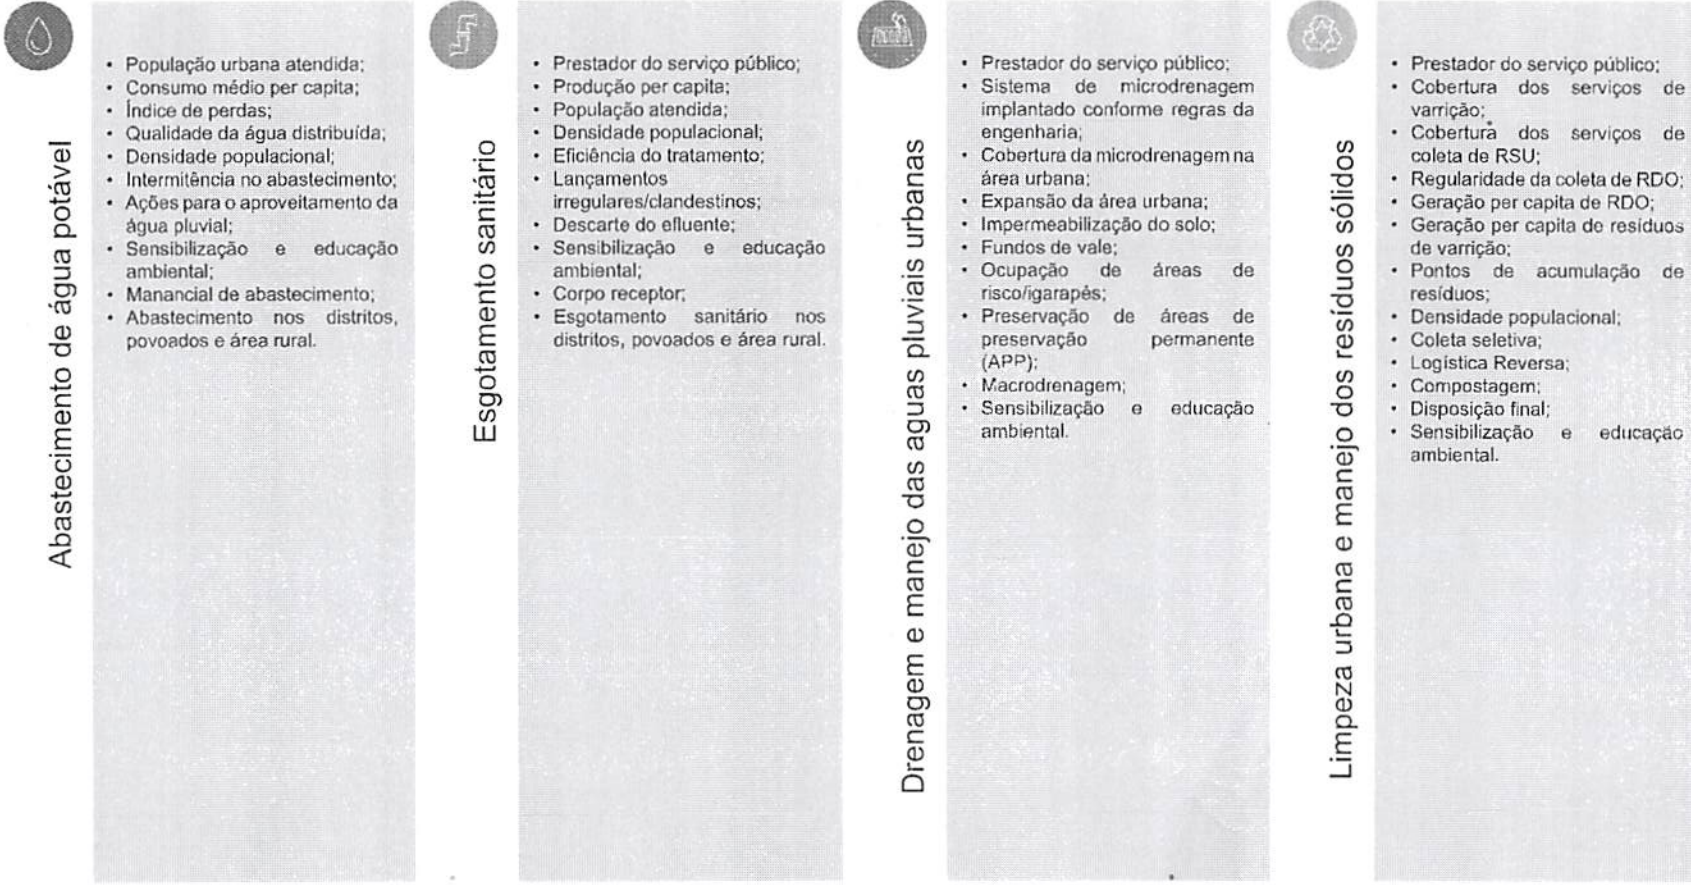 Abastecimento de água potável
• População urbana atendida;
• Consumo médio per capita;
• Índice de perdas;
• Qualidade da água distribuída;
• Densidade populacional;
• Intermitência no abastecimento;
• Ações para o aproveitamento da
água pluvial;
• Sensibilização e educação
ambiental;
• Manancial de abastecimento;
• Abastecimento nos distritos,
povoados e área rural.
Esgotamento sanitário
• Prestador do serviço público;
• Produção per capita;
• População atendida;
• Densidade populacional;
• Eficiência do tratamento;
• Lançamentos
irregulares/clandestinos;
• Descarte do efluente;
• Sensibilização e educação
ambiental;
• Corpo receptor;
• Esgotamento sanitário nos
distritos, povoados e área rural.
Drenagem e manejo das aguas pluviais urbanas
• Prestador do serviço público;
• Sistema de microdrenagem
implantado conforme regras da
engenharia;
• Cobertura da microdrenagem na
área urbana;
• Expansão da área urbana;
• Impermeabilização do solo;
• Fundos de vale;
• Ocupação de áreas de
risco/igarapés;
• Preservação de áreas de
preservação permanente
(APP);
• Macrodrenagem;
• Sensibilização e educação
ambiental.
Limpeza urbana e manejo dos resíduos sólidos
• Prestador do serviço público;
• Cobertura dos serviços de
varrição;
• Cobertura dos serviços de
coleta de RSU;
• Regularidade da coleta de RDO;
• Geração per capita de RDO;
• Geração per capita de resíduos
de varrição;
• Pontos de acumulação de
resíduos;
• Densidade populacional;
• Coleta seletiva;
• Logística Reversa;
• Compostagem;
• Disposição final;
• Sensibilização e educação
ambiental.